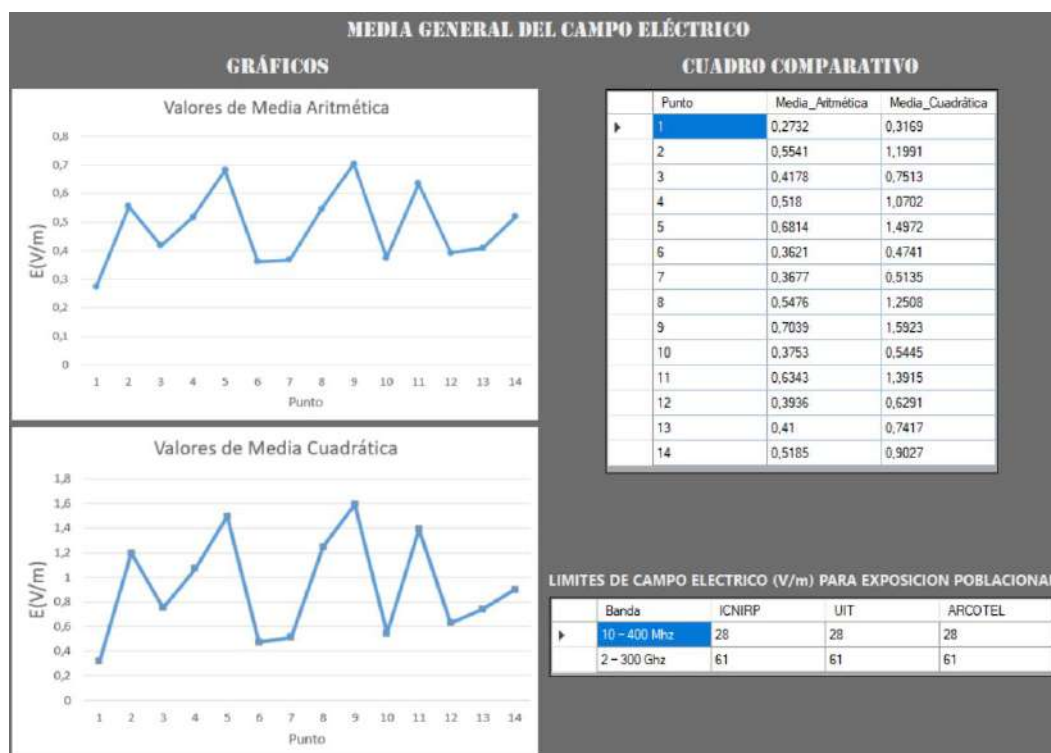 MEDIA GENERAL DEL CAMPO ELÉCTRICO
GRÁFICOS
Valores de Media Aritmética
0,8
0,7
0,6
0,5
0,4
0,3
0,2
0,1
0
E(V/m)
1 2 3 4 5 6 7 8 9 10 11 12 13 14
Punto
Valores de Media Cuadrática
1,8
1,6
1,4
1,2
1
0,8
0,6
0,4
0,2
0
E(V/m)
1 2 3 4 5 6 7 8 9 10 11 12 13 14
Punto
CUADRO COMPARATIVO
Punto Media_Aritmética Media_Cuadrática
1 0,2732 0,3169
2 0,5541 1,1991
3 0,4178 0,7513
4 0,518 1,0702
5 0,6814 1,4972
6 0,3621 0,4741
7 0,3677 0,5135
8 0,5476 1,2508
9 0,7039 1,5923
10 0,3753 0,5445
11 0,6343 1,3915
12 0,3936 0,6291
13 0,41 0,7417
14 0,5185 0,9027
LIMITES DE CAMPO ELECTRICO (V/m) PARA EXPOSICION POBLACIONAL
Banda ICNIRP UIT ARCOTEL
10 – 400 Mhz 28 28 28
2 – 300 Ghz 61 61 61